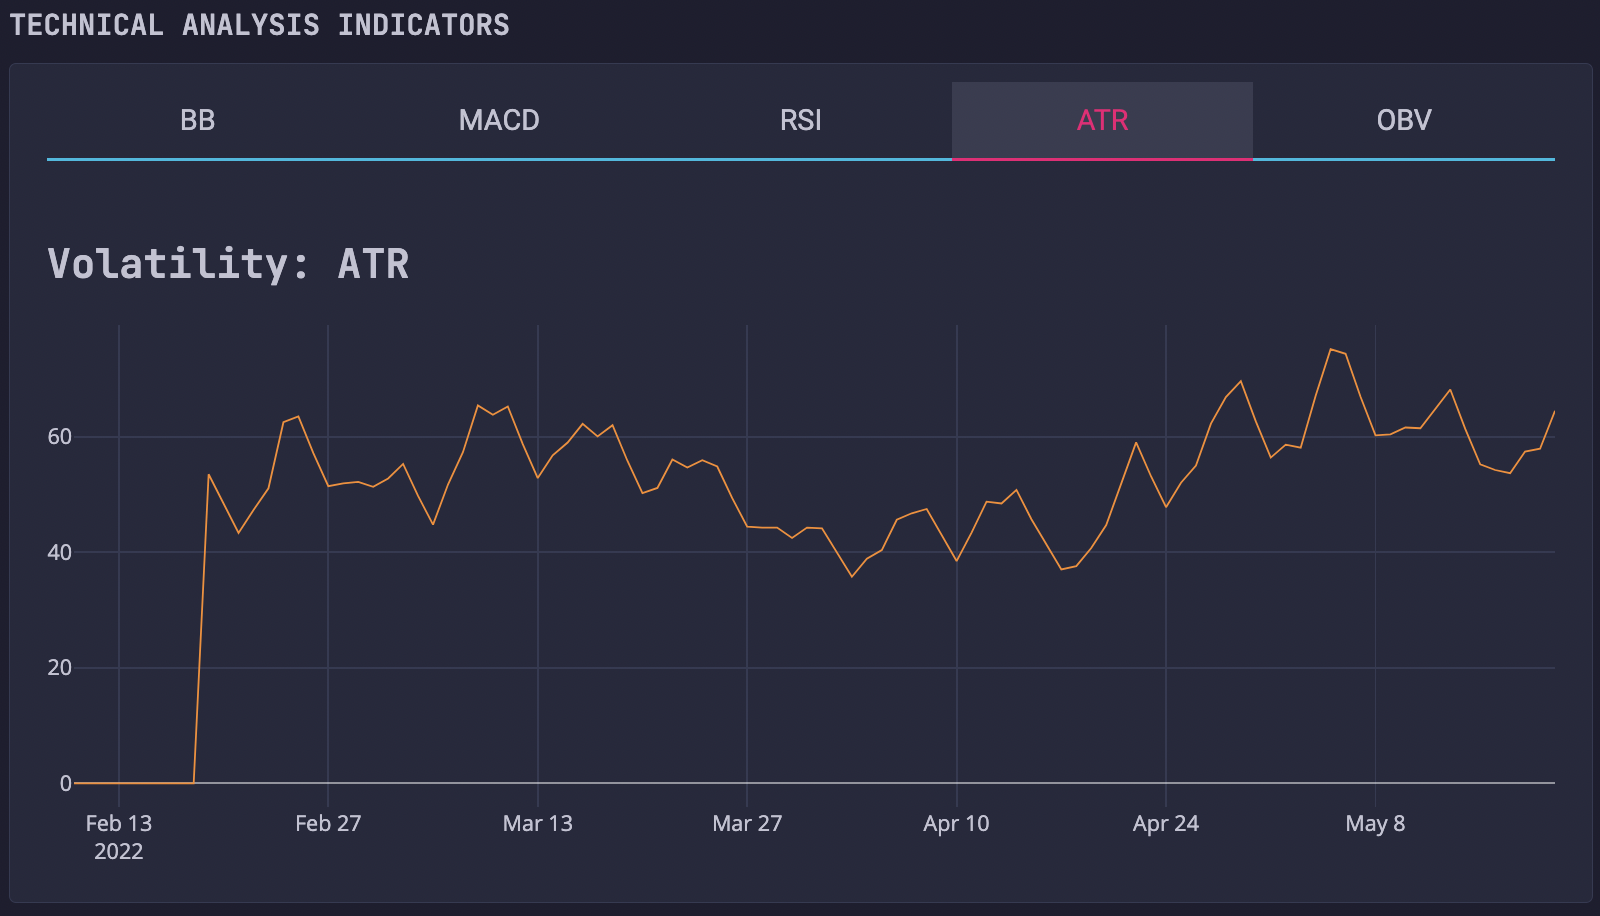 TECHNICAL ANALYSIS INDICATORS
BB MACD RSI ATR OBV
Volatility: ATR
60
40
20
0
Feb 13 Feb 27 Mar 13 Mar 27 Apr 10 Apr 24 May 8
2022